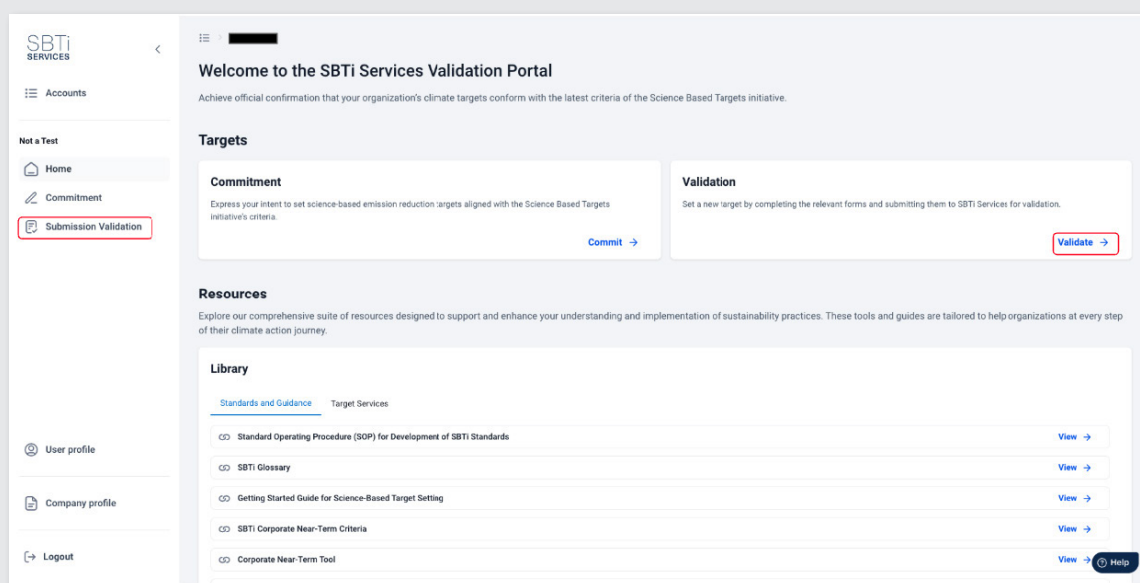 SBTi
SERVICES
Accounts
Not a Test
Home
Commitment
Submission Validation
User profile
Company profile
Logout
Welcome to the SBTi Services Validation Portal
Achieve official confirmation that your organization's climate targets conform with the latest criteria of the Science Based Targets initiative.
Targets
Commitment
Express your intent to set science-based emission reduction targets aligned with the Science Based Targets
initiative's criteria.
Commit →
Validation
Set a new target by completing the relevant forms and submitting them to SBTi Services for validation.
Validate →
Resources
Explore our comprehensive suite of resources designed to support and enhance your understanding and implementation of sustainability practices. These tools and guides are tailored to help organizations at every step
of their climate action journey.
Library
Standards and Guidance Target Services
Standard Operating Procedure (SOP) for Development of SBTi Standards View →
SBTi Glossary View →
Getting Started Guide for Science-Based Target Setting View →
SBTi Corporate Near-Term Criteria View →
Corporate Near-Term Tool View →
Help